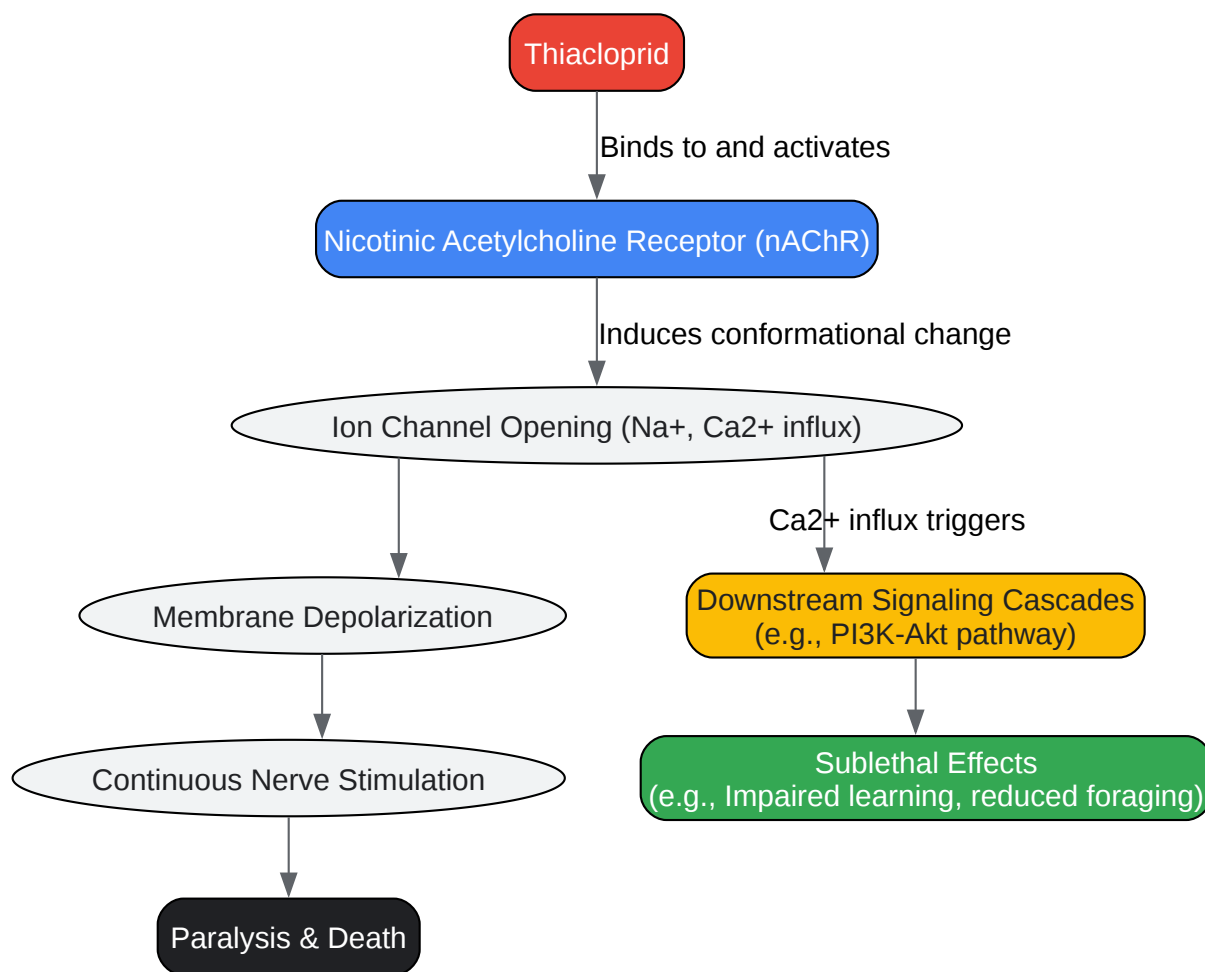 Thiacloprid
Binds to and activates
Nicotinic Acetylcholine Receptor (nAChR)
Induces conformational change
Ion Channel Opening (Na+, Ca2+ influx)
Ca2+ influx triggers
Membrane Depolarization
Downstream Signaling Cascades
(e.g., PI3K-Akt pathway)
Continuous Nerve Stimulation
Sublethal Effects
(e.g., Impaired learning, reduced foraging)
Paralysis & Death